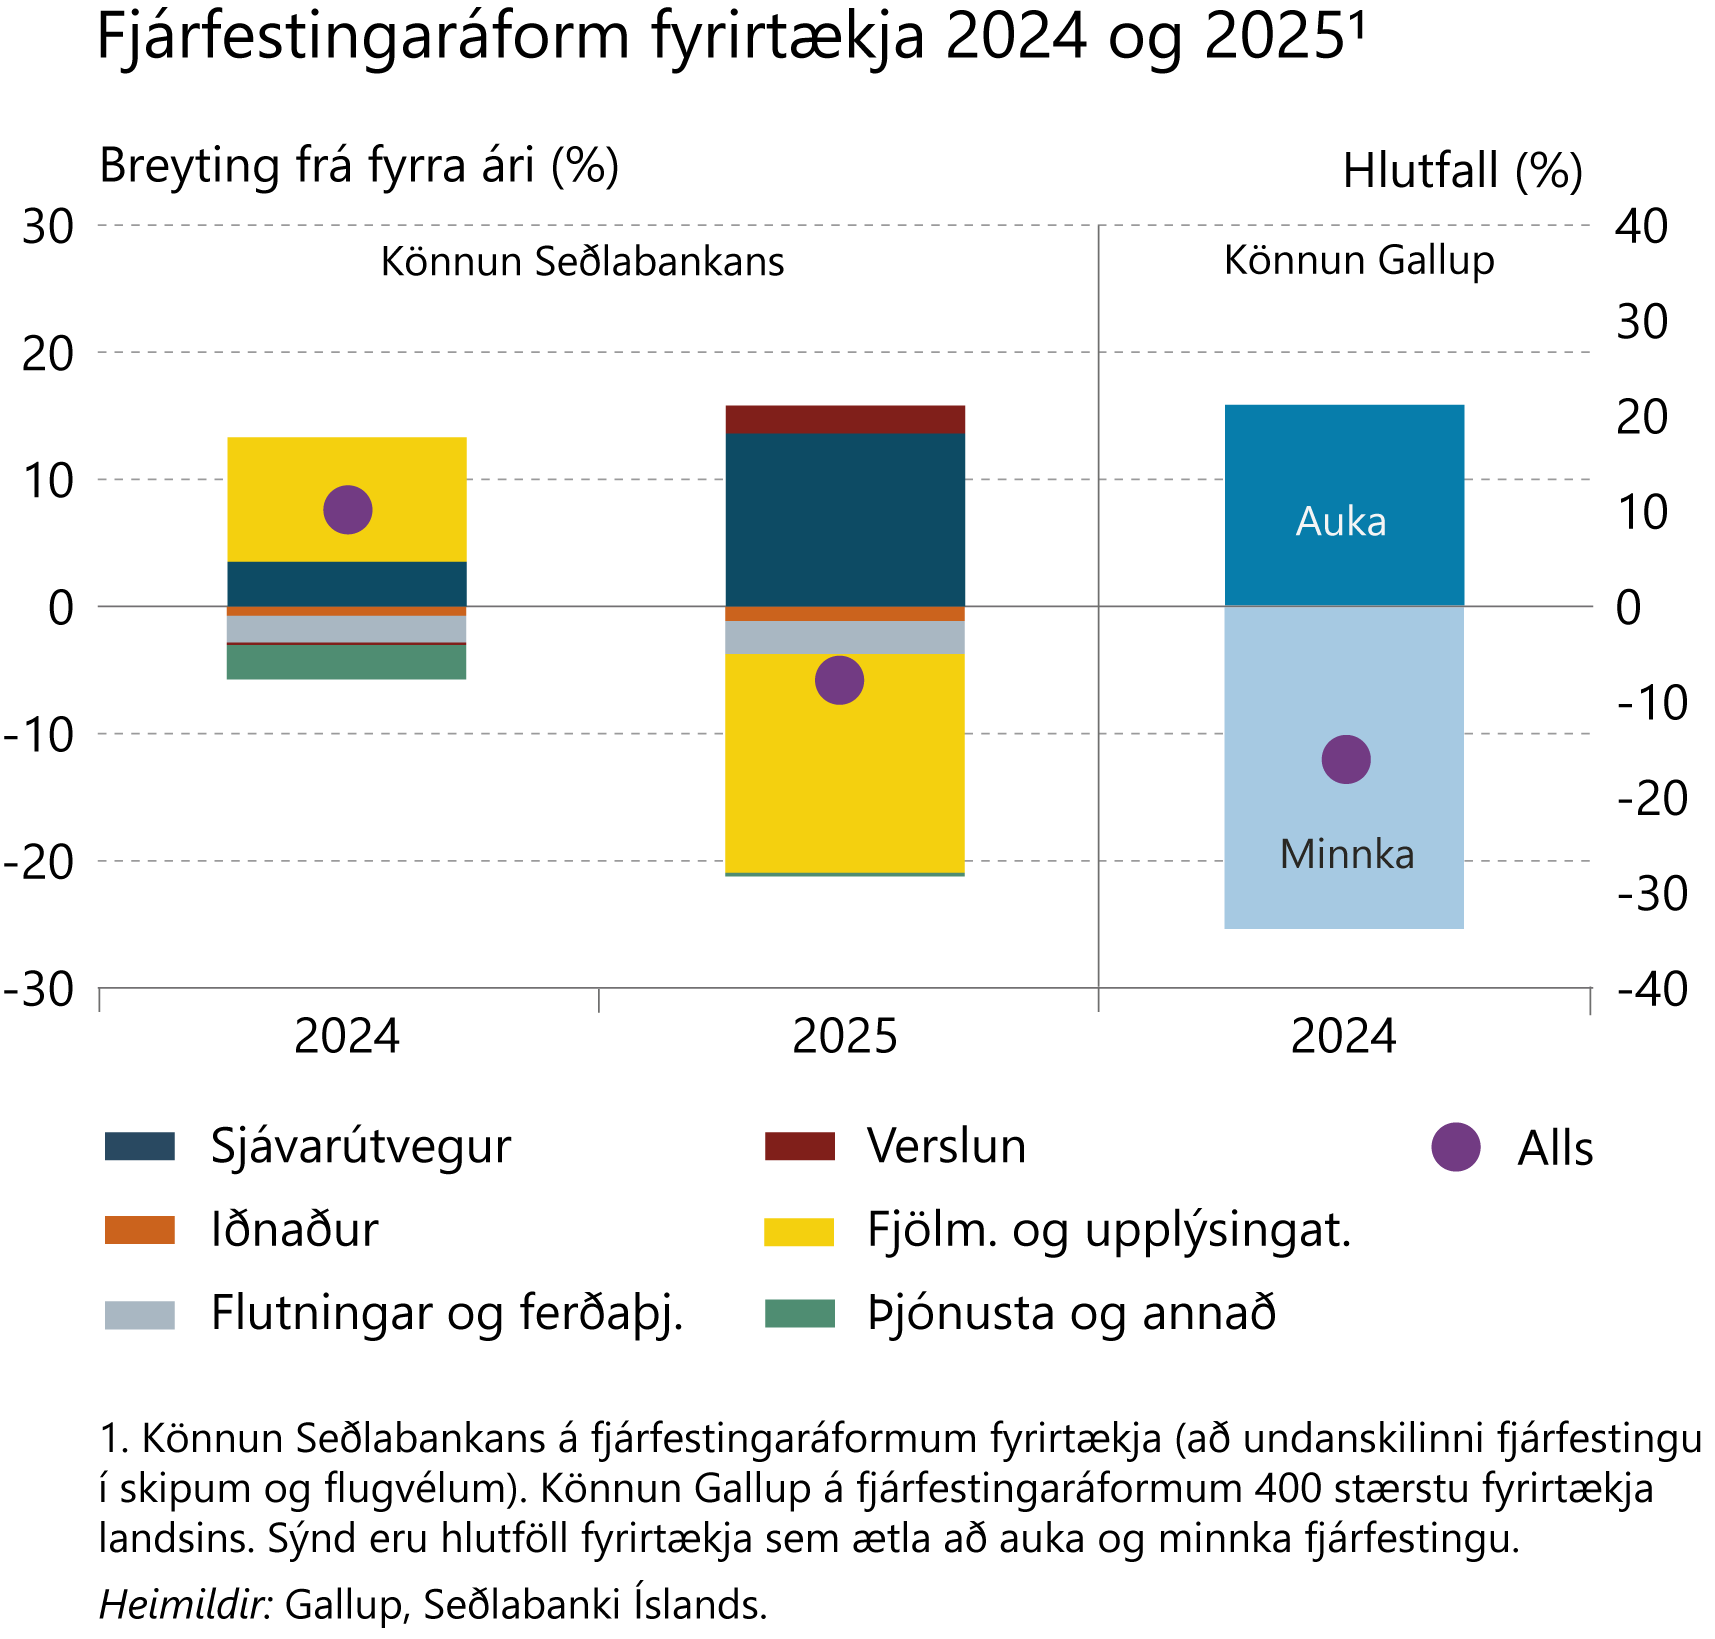 Fjárfestingaráform fyrirtækja 2024 og 2025¹
Breyting frá fyrra ári (%)
Hlutfall (%)
Könnun Seðlabankans
Könnun Gallup
30
20
10
0
-10
-20
-30
40
30
20
10
0
-10
-20
-30
-40
Auka
Minnka
2024
2025
2024
Sjávarútvegur
Verslun
Alls
Iðnaður
Fjölm. og upplýsingat.
Flutningar og ferðaþj.
Þjónusta og annað
1. Könnun Seðlabankans á fjárfestingaráformum fyrirtækja (að undanskilinni fjárfestingu
í skipum og flugvélum). Könnun Gallup á fjárfestingaráformum 400 stærstu fyrirtækja
landsins. Sýnd eru hlutföll fyrirtækja sem ætla að auka og minnka fjárfestingu.
Heimildir: Gallup, Seðlabanki Íslands.